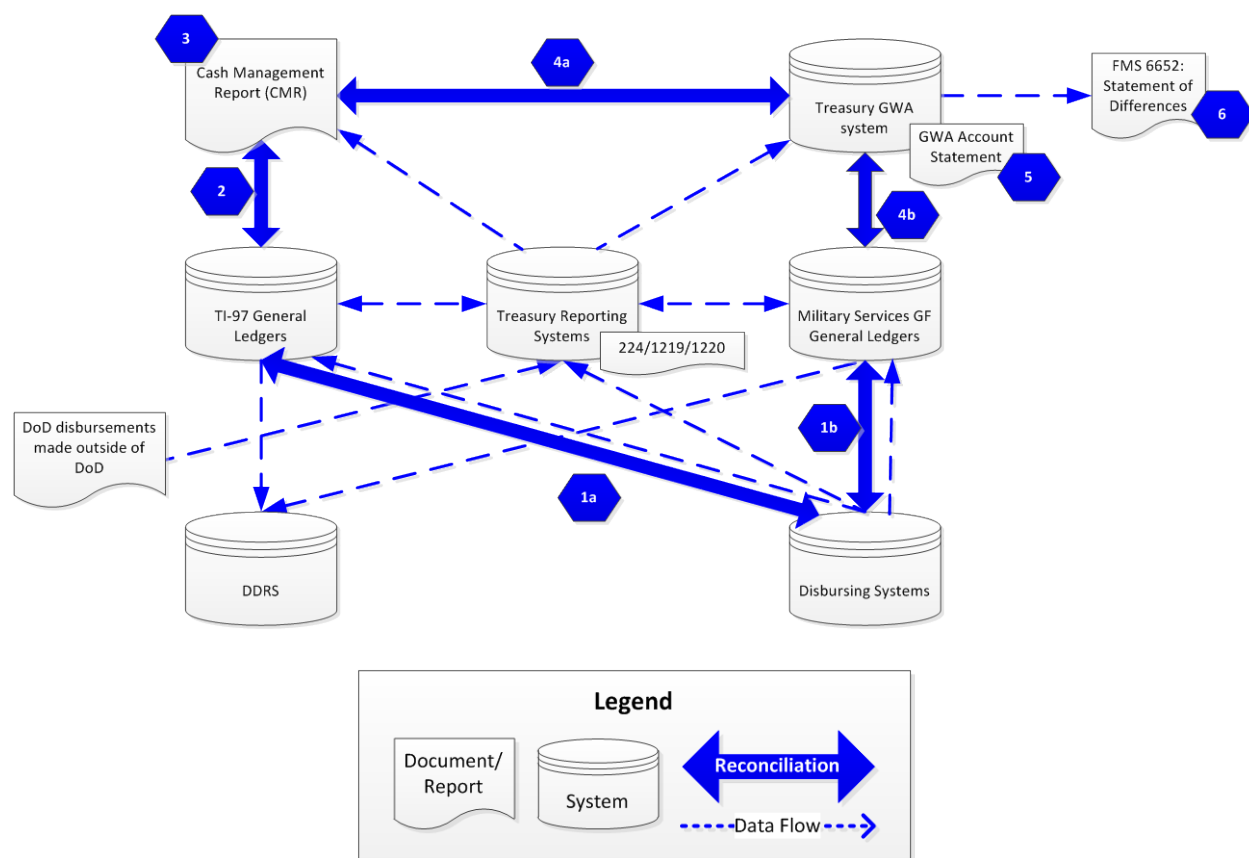 3
Cash Management
Report (CMR)
4a
Treasury GWA
system
FMS 6652:
Statement of
Differences
6
GWA Account
Statement
5
2
4b
TI-97 General
Ledgers
Treasury Reporting
Systems
224/1219/1220
Military Services GF
General Ledgers
DoD disbursements
made outside of
DoD
1b
1a
DDRS
Disbursing Systems
Legend
Document/
Report
System
Reconciliation
Data Flow